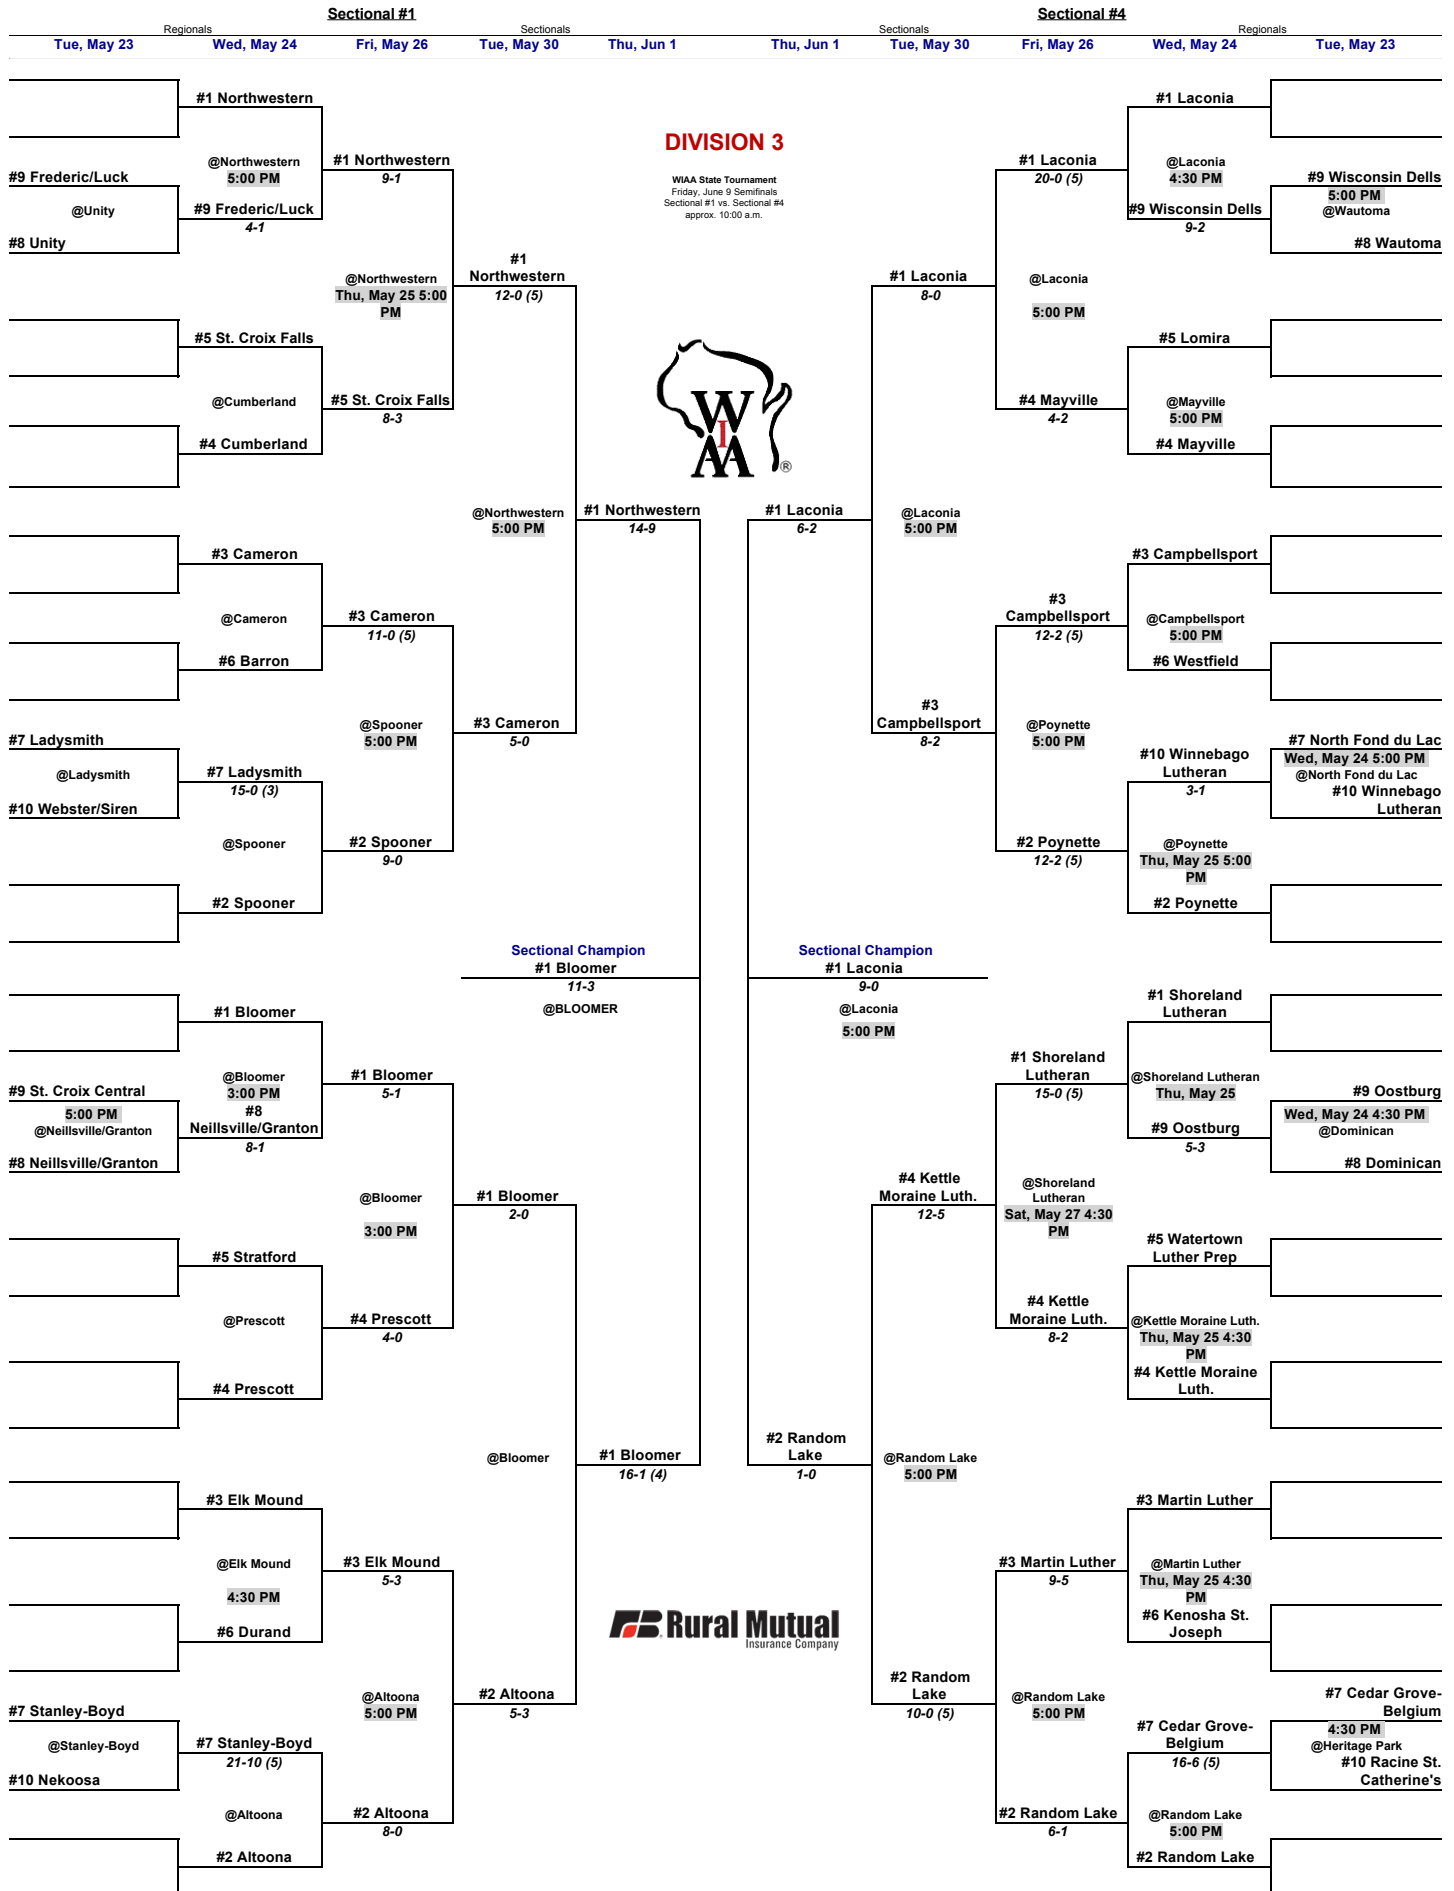 Sectional #1
Sectional #4
Regionals
Sectionals
Sectionals
Regionals
Tue, May 23
Wed, May 24
Fri, May 26
Tue, May 30
Thu, Jun 1
Thu, Jun 1
Tue, May 30
Fri, May 26
Wed, May 24
Tue, May 23
#1 Northwestern
@Northwestern
5:00 PM
#9 Frederic/Luck
@Unity
#8 Unity
#9 Frederic/Luck
4-1
#1 Northwestern
9-1
@Northwestern
Thu, May 25 5:00
PM
#1
Northwestern
12-0 (5)
#5 St. Croix Falls
@Cumberland
#4 Cumberland
#5 St. Croix Falls
8-3
@Northwestern
5:00 PM
#1 Northwestern
14-9
#3 Cameron
@Cameron
#6 Barron
#3 Cameron
11-0 (5)
@Spooner
5:00 PM
#3 Cameron
5-0
#7 Ladysmith
@Ladysmith
#10 Webster/Siren
#7 Ladysmith
15-0 (3)
@Spooner
#2 Spooner
#2 Spooner
9-0
Sectional Champion
#1 Bloomer
11-3
@BLOOMER
#1 Bloomer
@Bloomer
3:00 PM
#9 St. Croix Central
5:00 PM
@Neillsville/Granton
#8 Neillsville/Granton
#8
Neillsville/Granton
8-1
#1 Bloomer
5-1
@Bloomer
3:00 PM
#1 Bloomer
2-0
#5 Stratford
@Prescott
#4 Prescott
#4 Prescott
4-0
@Bloomer
#1 Bloomer
16-1 (4)
#3 Elk Mound
@Elk Mound
4:30 PM
#6 Durand
#3 Elk Mound
5-3
@Altoona
5:00 PM
#2 Altoona
5-3
#7 Stanley-Boyd
@Stanley-Boyd
#10 Nekoosa
#7 Stanley-Boyd
21-10 (5)
@Altoona
#2 Altoona
#2 Altoona
8-0
DIVISION 3
WIAA State Tournament
Friday, June 9 Semifinals
Sectional #1 vs. Sectional #4
approx. 10:00 a.m.
W
I
AA
®
Rural Mutual
Insurance Company
#1 Laconia
@Laconia
4:30 PM
#9 Wisconsin Dells
5:00 PM
@Wautoma
#8 Wautoma
#9 Wisconsin Dells
9-2
#1 Laconia
20-0 (5)
@Laconia
5:00 PM
#1 Laconia
8-0
#5 Lomira
@Mayville
5:00 PM
#4 Mayville
#4 Mayville
4-2
@Laconia
5:00 PM
#1 Laconia
6-2
#3 Campbellsport
@Campbellsport
5:00 PM
#6 Westfield
#3
Campbellsport
12-2 (5)
@Poynette
5:00 PM
#3
Campbellsport
8-2
#7 North Fond du Lac
Wed, May 24 5:00 PM
@North Fond du Lac
#10 Winnebago
Lutheran
#10 Winnebago
Lutheran
3-1
@Poynette
Thu, May 25 5:00
PM
#2 Poynette
#2 Poynette
12-2 (5)
Sectional Champion
#1 Laconia
9-0
@Laconia
5:00 PM
#1 Shoreland
Lutheran
@Shoreland Lutheran
Thu, May 25
#9 Oostburg
Wed, May 24 4:30 PM
@Dominican
#8 Dominican
#9 Oostburg
5-3
#1 Shoreland
Lutheran
15-0 (5)
@Shoreland
Lutheran
Sat, May 27 4:30
PM
#4 Kettle
Moraine Luth.
12-5
#5 Watertown
Luther Prep
@Kettle Moraine Luth.
Thu, May 25 4:30
PM
#4 Kettle Moraine
Luth.
#4 Kettle
Moraine Luth.
8-2
@Random Lake
5:00 PM
#2 Random
Lake
1-0
#3 Martin Luther
@Martin Luther
Thu, May 25 4:30
PM
#6 Kenosha St.
Joseph
#3 Martin Luther
9-5
@Random Lake
5:00 PM
#2 Random
Lake
10-0 (5)
#7 Cedar Grove-
Belgium
4:30 PM
@Heritage Park
#10 Racine St.
Catherine's
#7 Cedar Grove-
Belgium
16-6 (5)
@Random Lake
5:00 PM
#2 Random Lake
#2 Random Lake
6-1